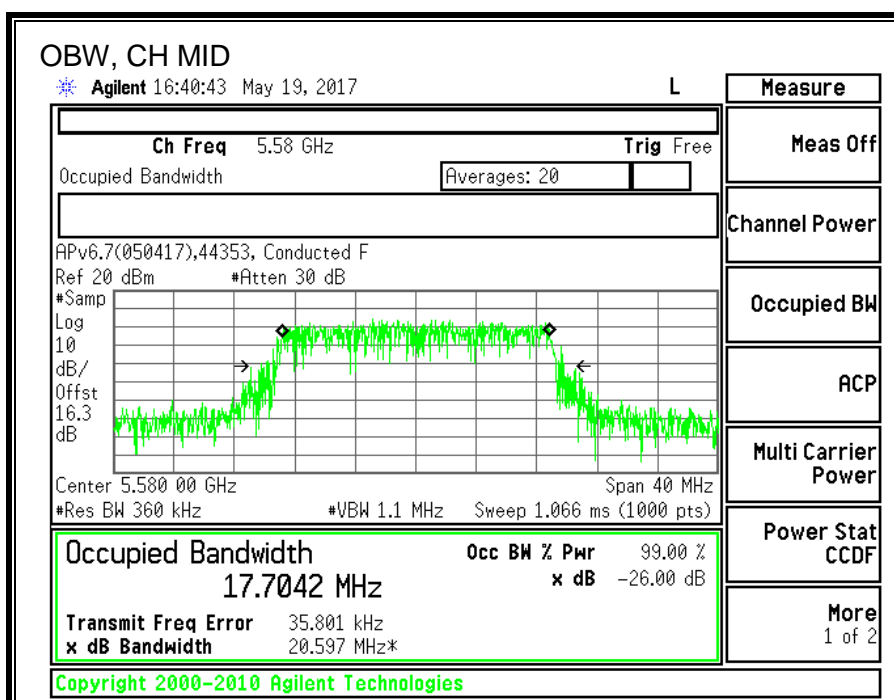 OBW, CH MID
Agilent 16:40:43 May 19, 2017 L
Measure
Ch Freq 5.58 GHz Trig Free
Meas Off
Occupied Bandwidth Averages: 20
Channel Power
APv6.7(050417),44353, Conducted F
Ref 20 dBm #Atten 30 dB
#Samp
Log
10
dB/
Offst
16.3
dB
Occupied BW
ACP
Multi Carrier
Power
Center 5.580 00 GHz Span 40 MHz
#Res BW 360 kHz #VBW 1.1 MHz Sweep 1.066 ms (1000 pts)
Power Stat
CCDF
Occupied Bandwidth Occ BW % Pwr 99.00 %
17.7042 MHz x dB -26.00 dB
Transmit Freq Error 35.801 kHz
x dB Bandwidth 20.597 MHz*
More
1 of 2
Copyright 2000-2010 Agilent Technologies